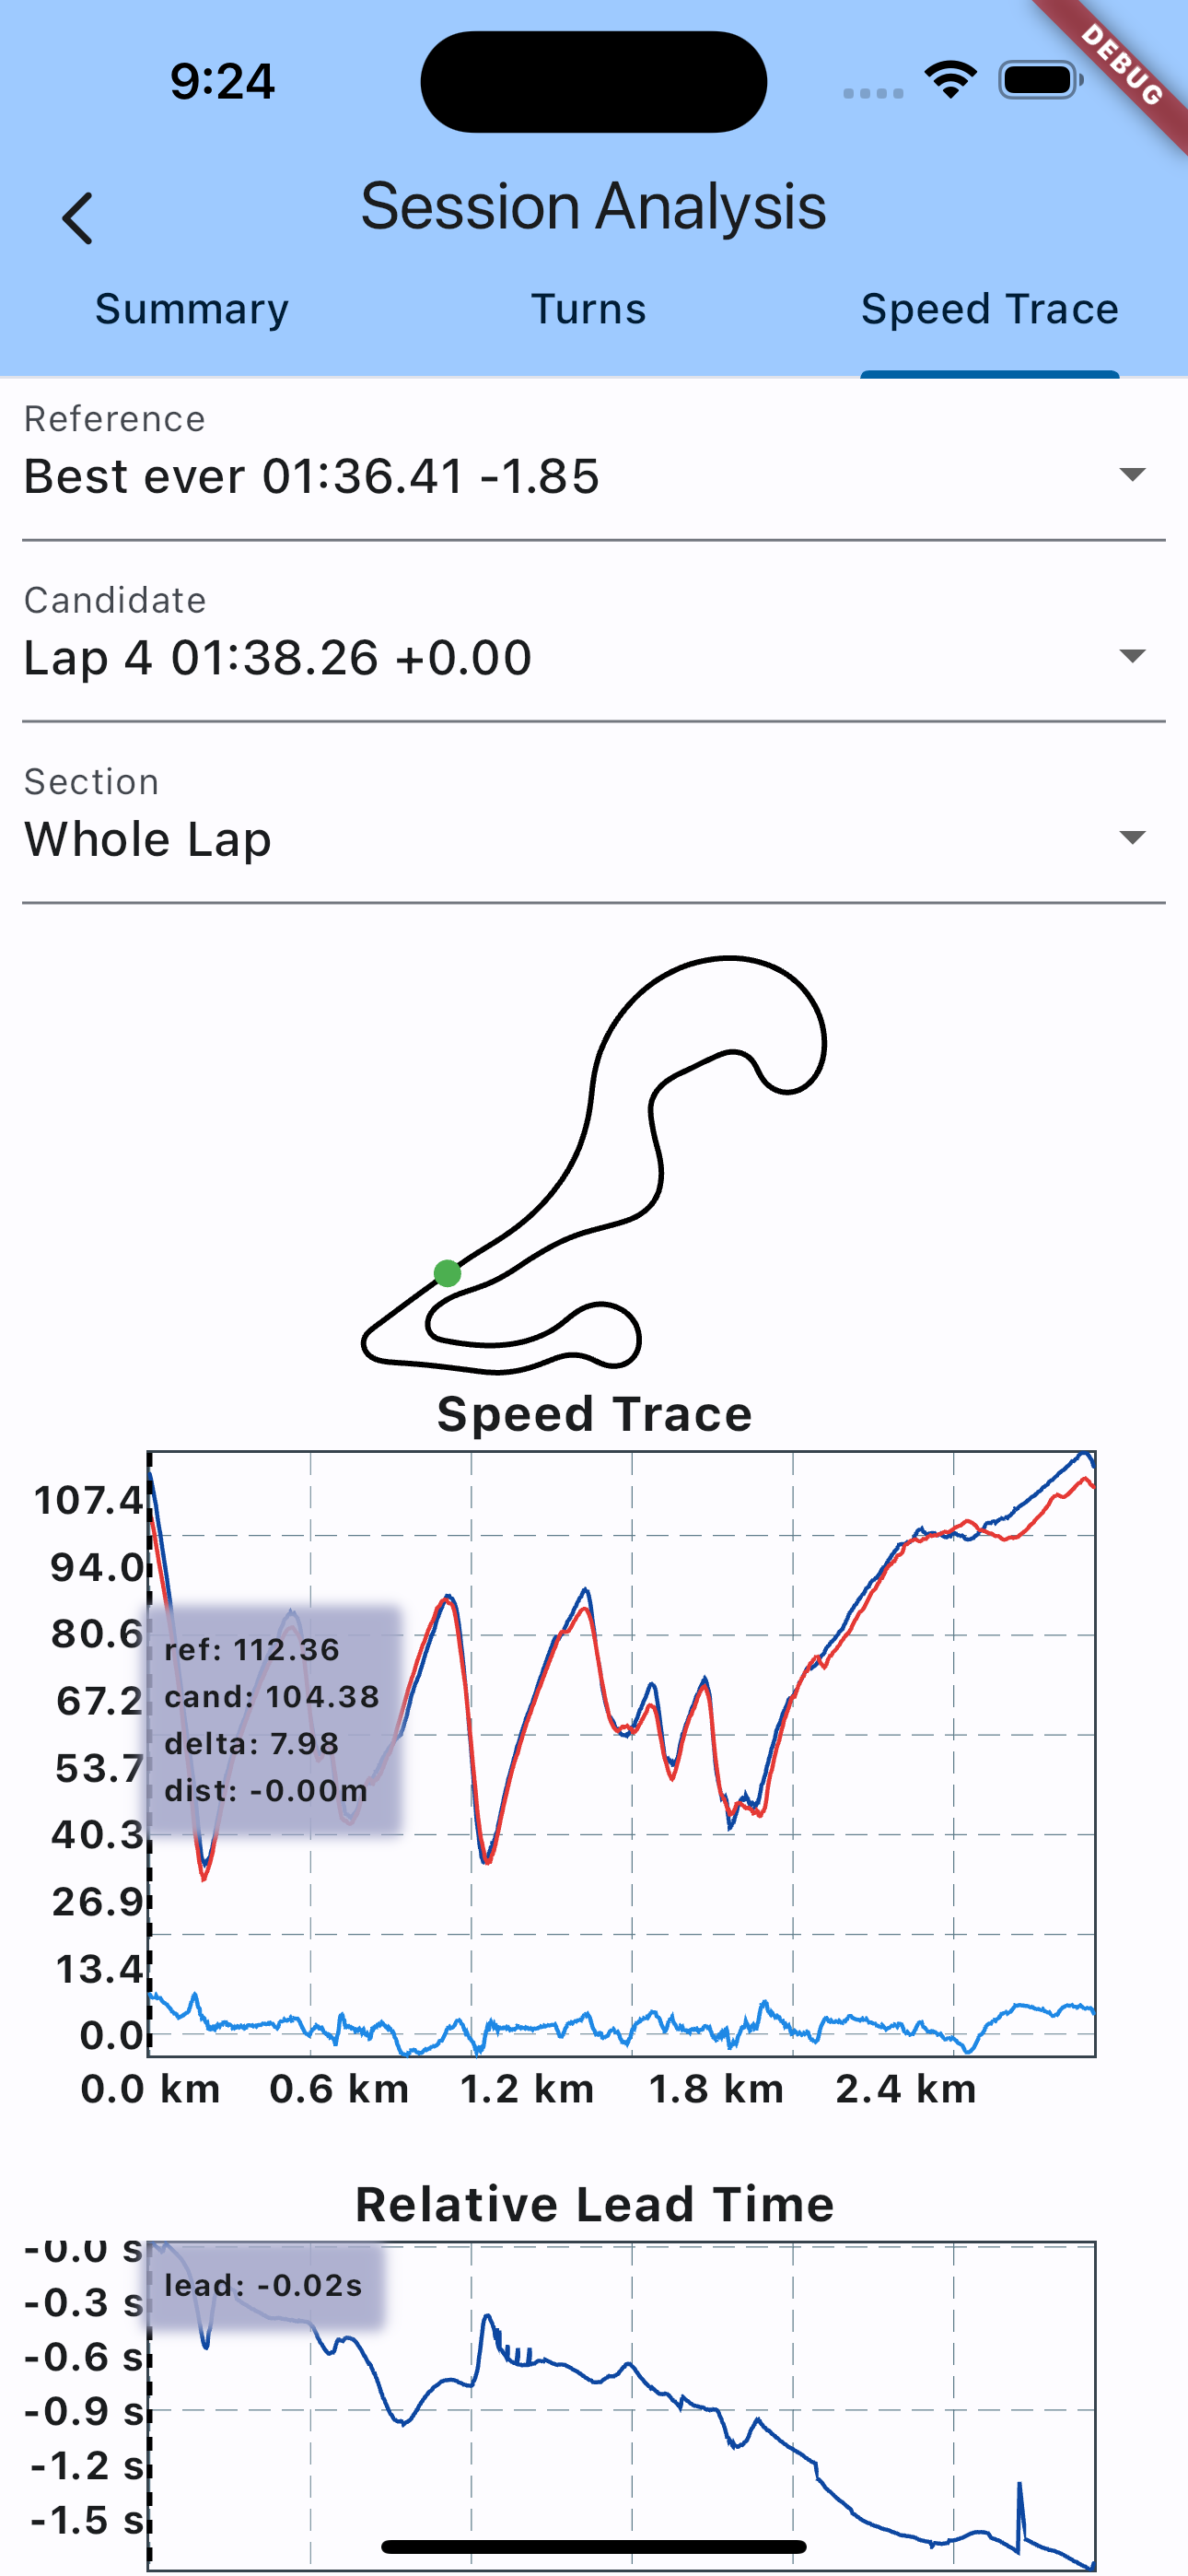 9:24
DEBUG
Session Analysis
Summary Turns Speed Trace
Reference
Best ever 01:36.41 -1.85
Candidate
Lap 4 01:38.26 +0.00
Section
Whole Lap
Speed Trace
107.4
94.0
80.6
67.2
53.7
40.3
26.9
13.4
0.0
ref: 112.36
cand: 104.38
delta: 7.98
dist: -0.00m
0.0 km 0.6 km 1.2 km 1.8 km 2.4 km
Relative Lead Time
-0.0 s
-0.3 s
-0.6 s
-0.9 s
-1.2 s
-1.5 s
lead: -0.02s